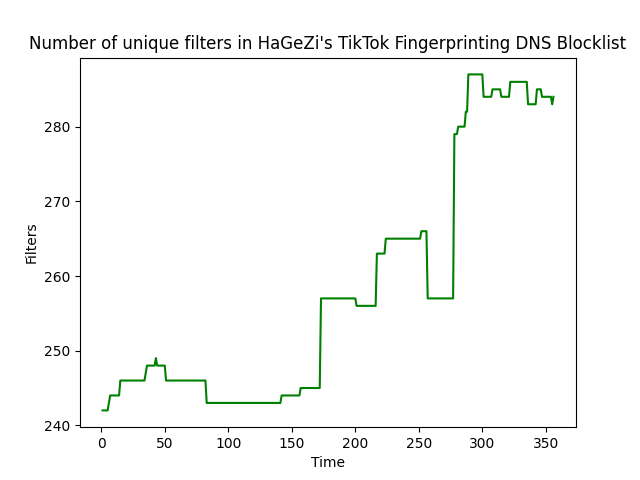 Number of unique filters in HaGeZi's TikTok Fingerprinting DNS Blocklist
Filters
280
270
260
250
240
0 50 100 150 200 250 300 350
Time